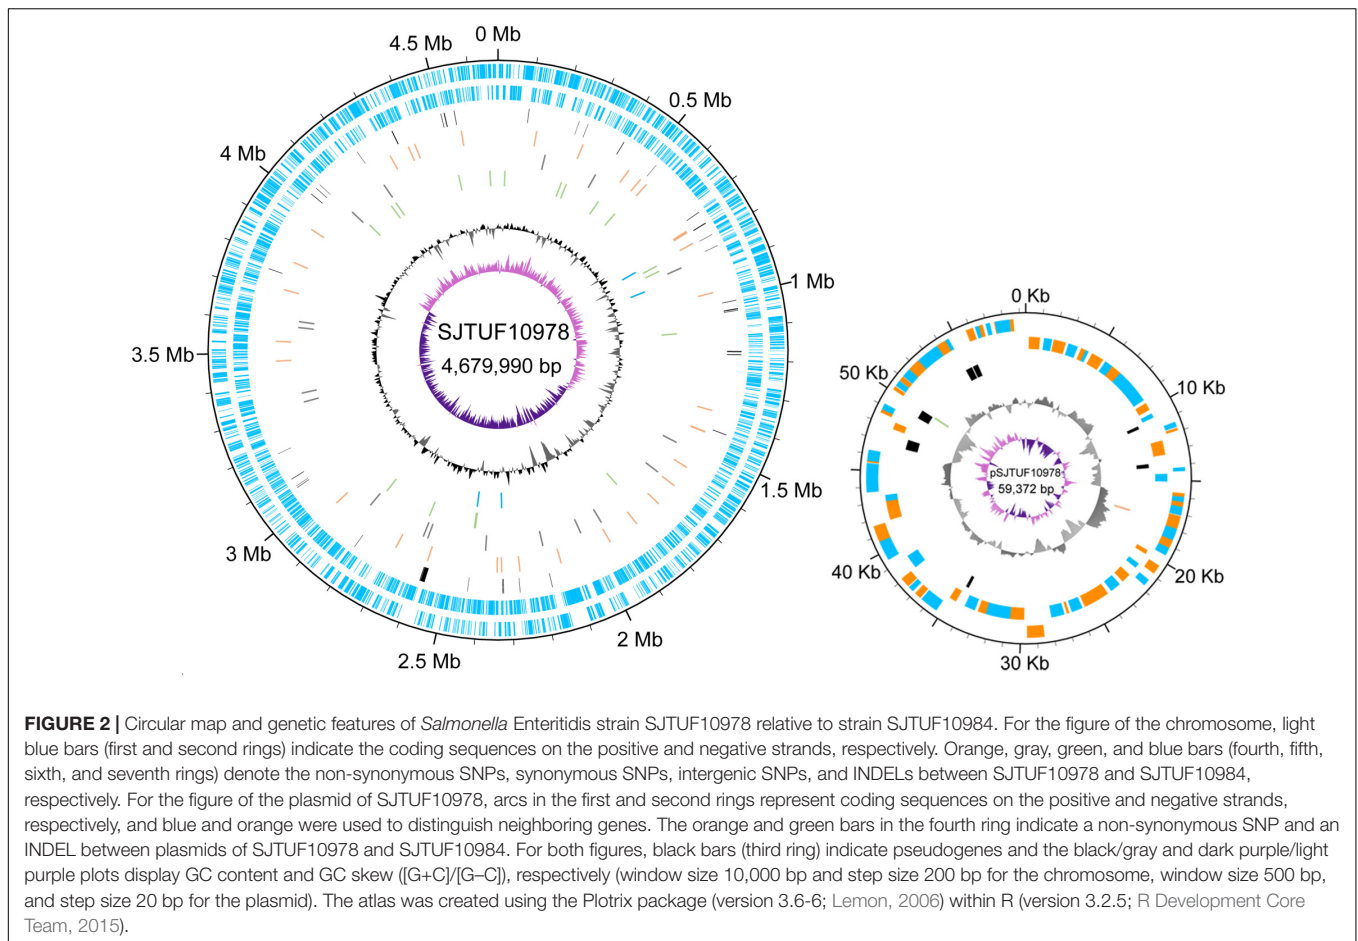 0 Mb
4.5 Mb
0.5 Mb
4 Mb
1 Mb
3.5 Mb
SJTUF10978
4,679,990 bp
1.5 Mb
3 Mb
2 Mb
2.5 Mb
0 Kb
50 Kb
10 Kb
pSJTUF10978
59,372 bp
40 Kb
20 Kb
30 Kb
FIGURE 2 | Circular map and genetic features of Salmonella Enteritidis strain SJTUF10978 relative to strain SJTUF10984. For the figure of the chromosome, light
blue bars (first and second rings) indicate the coding sequences on the positive and negative strands, respectively. Orange, gray, green, and blue bars (fourth, fifth,
sixth, and seventh rings) denote the non-synonymous SNPs, synonymous SNPs, intergenic SNPs, and INDELs between SJTUF10978 and SJTUF10984,
respectively. For the figure of the plasmid of SJTUF10978, arcs in the first and second rings represent coding sequences on the positive and negative strands,
respectively, and blue and orange were used to distinguish neighboring genes. The orange and green bars in the fourth ring indicate a non-synonymous SNP and an
INDEL between plasmids of SJTUF10978 and SJTUF10984. For both figures, black bars (third ring) indicate pseudogenes and the black/gray and dark purple/light
purple plots display GC content and GC skew ([G+C]/[G–C]), respectively (window size 10,000 bp and step size 200 bp for the chromosome, window size 500 bp,
and step size 20 bp for the plasmid). The atlas was created using the Plotrix package (version 3.6-6; Lemon, 2006) within R (version 3.2.5; R Development Core
Team, 2015).